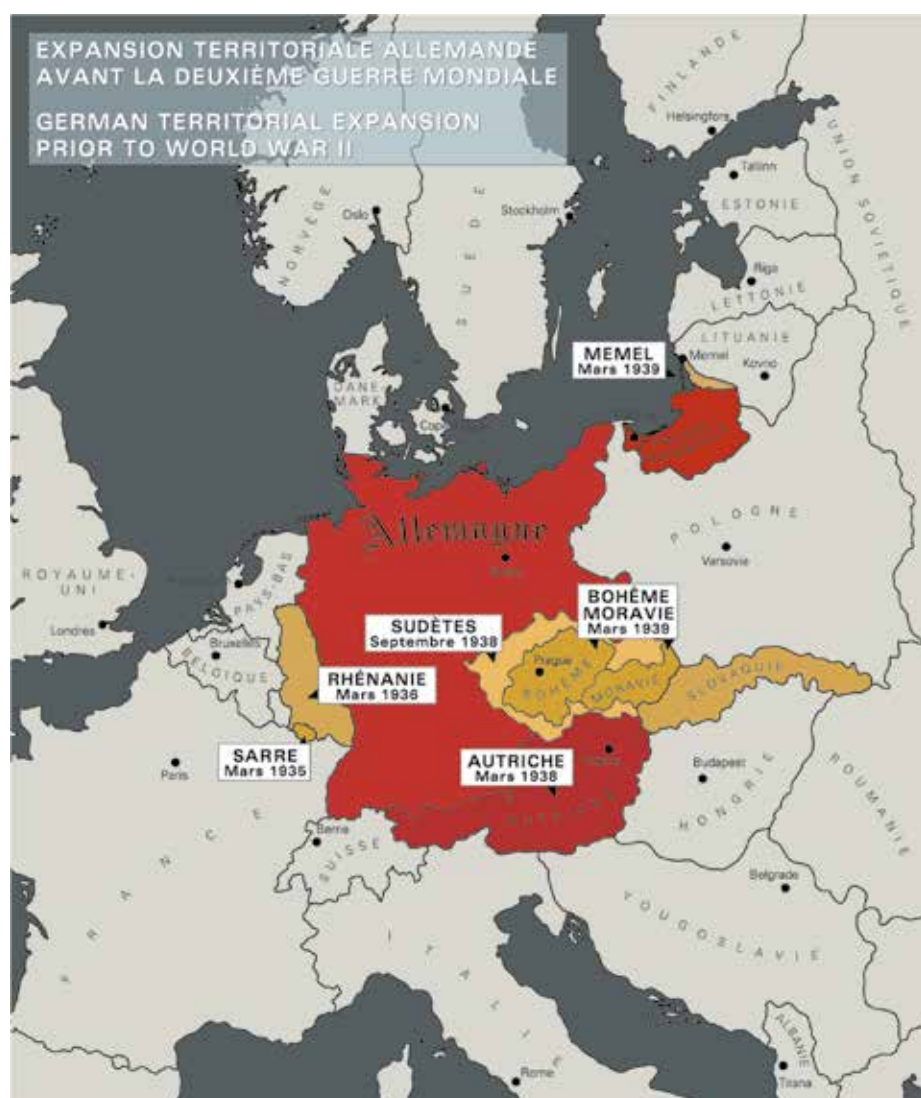 EXPANSION TERRITORIALE ALLEMANDE
AVANT LA DEUXIÈME GUERRE MONDIALE
GERMAN TERRITORIAL EXPANSION
PRIOR TO WORLD WAR II
FINLANDE
Helsingfors
UNION SOVIÉTIQUE
Tallinn
ESTONIE
NORVÈGE
Oslo
SUÈDE
Stockholm
Riga
LETTONIE
LITUANIE
MEMEL
Mars 1939
Memel
Kovno
DANE-
MARK
Allemagne
POLOGNE
Varsovie
ROYAUME-
UNI
Londres
PAYS-BAS
Bruxelles
BELGIQUE
SUDÈTES
Septembre 1938
BOHÊME
MORAVIE
Mars 1939
Prague
BOHÊME
MORAVIE
SLOVAQUIE
RHÉNANIE
Mars 1936
SARRE
Mars 1935
Paris
AUTRICHE
Mars 1938
AUTRICHE
Budapest
HONGRIE
ROUMANIE
FRANCE
Berne
SUISSE
Belgrade
YOUGOSLAVIE
ITALIE
Rome
ALBANIE
Tirana